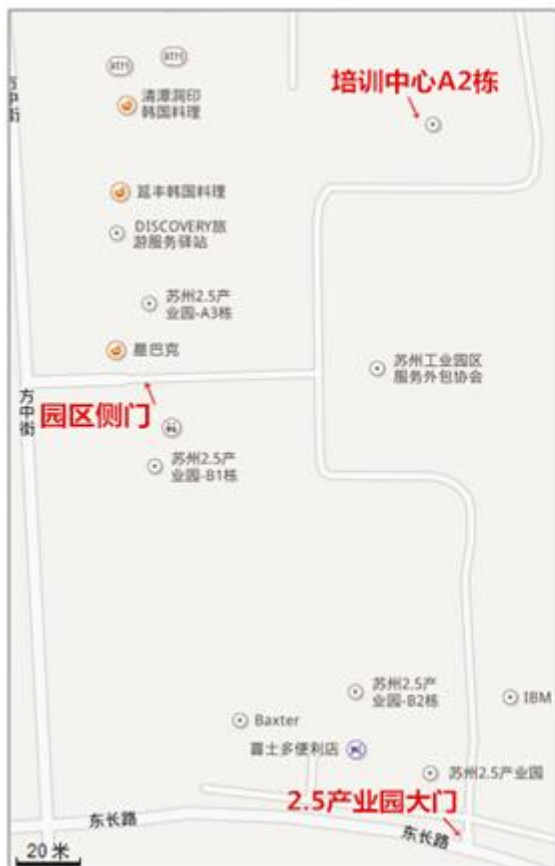 ATM
ATM
培训中心A2栋
清潭洞印
韩国料理
方中街
延丰韩国料理
DISCOVERY旅
游服务驿站
苏州2.5产
业园-A3栋
星巴克
苏州工业园区
服务外包协会
方中街
园区侧门
苏州2.5产
业园-B1栋
苏州2.5产
业园-B2栋
IBM
Baxter
喜士多便利店
苏州2.5产业园
2.5产业园大门
东长路
东长路
20 米